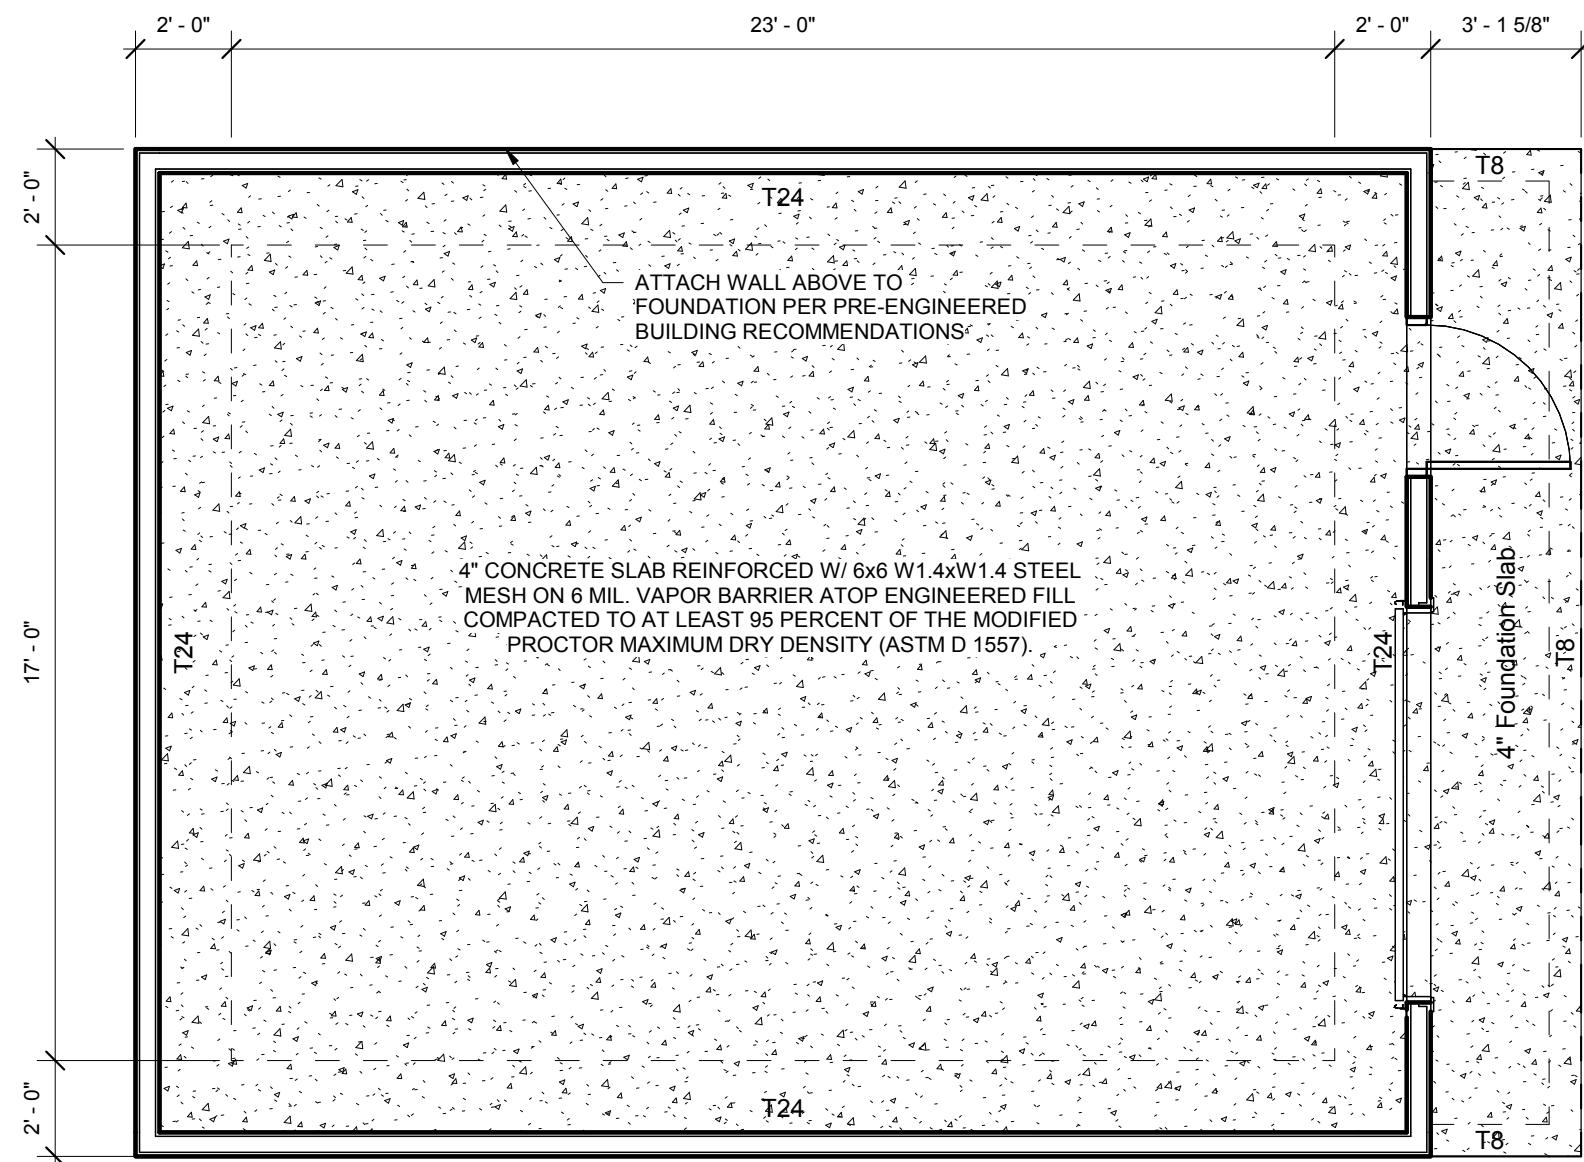 2' - 0"
23' - 0"
2' - 0"
3' - 1 5/8"
2' - 0"
T8
T24
ATTACH WALL ABOVE TO
FOUNDATION PER PRE-ENGINEERED
BUILDING RECOMMENDATIONS
4" CONCRETE SLAB REINFORCED W/ 6x6 W1.4xW1.4 STEEL
MESH ON 6 MIL. VAPOR BARRIER ATOP ENGINEERED FILL
COMPACTED TO AT LEAST 95 PERCENT OF THE MODIFIED
PROCTOR MAXIMUM DRY DENSITY (ASTM D 1557).
17' - 0"
T24
T24
4" Foundation Slab
T8
2' - 0"
T24
T8